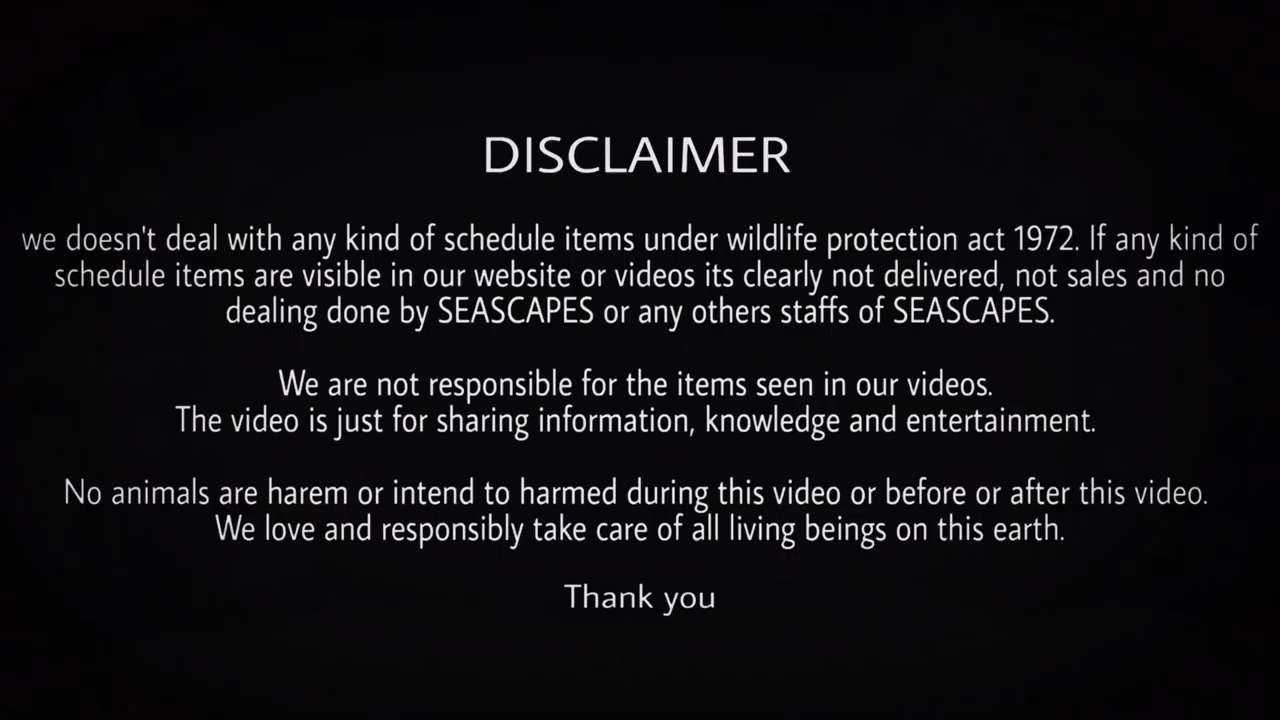 DISCLAIMER
we doesn't deal with any kind of schedule items under wildlife protection act 1972. If any kind of
schedule items are visible in our website or videos its clearly not delivered, not sales and no
dealing done by SEASCAPES or any others staffs of SEASCAPES.
We are not responsible for the items seen in our videos.
The video is just for sharing information, knowledge and entertainment.
No animals are harem or intend to harmed during this video or before or after this video.
We love and responsibly take care of all living beings on this earth.
Thank you